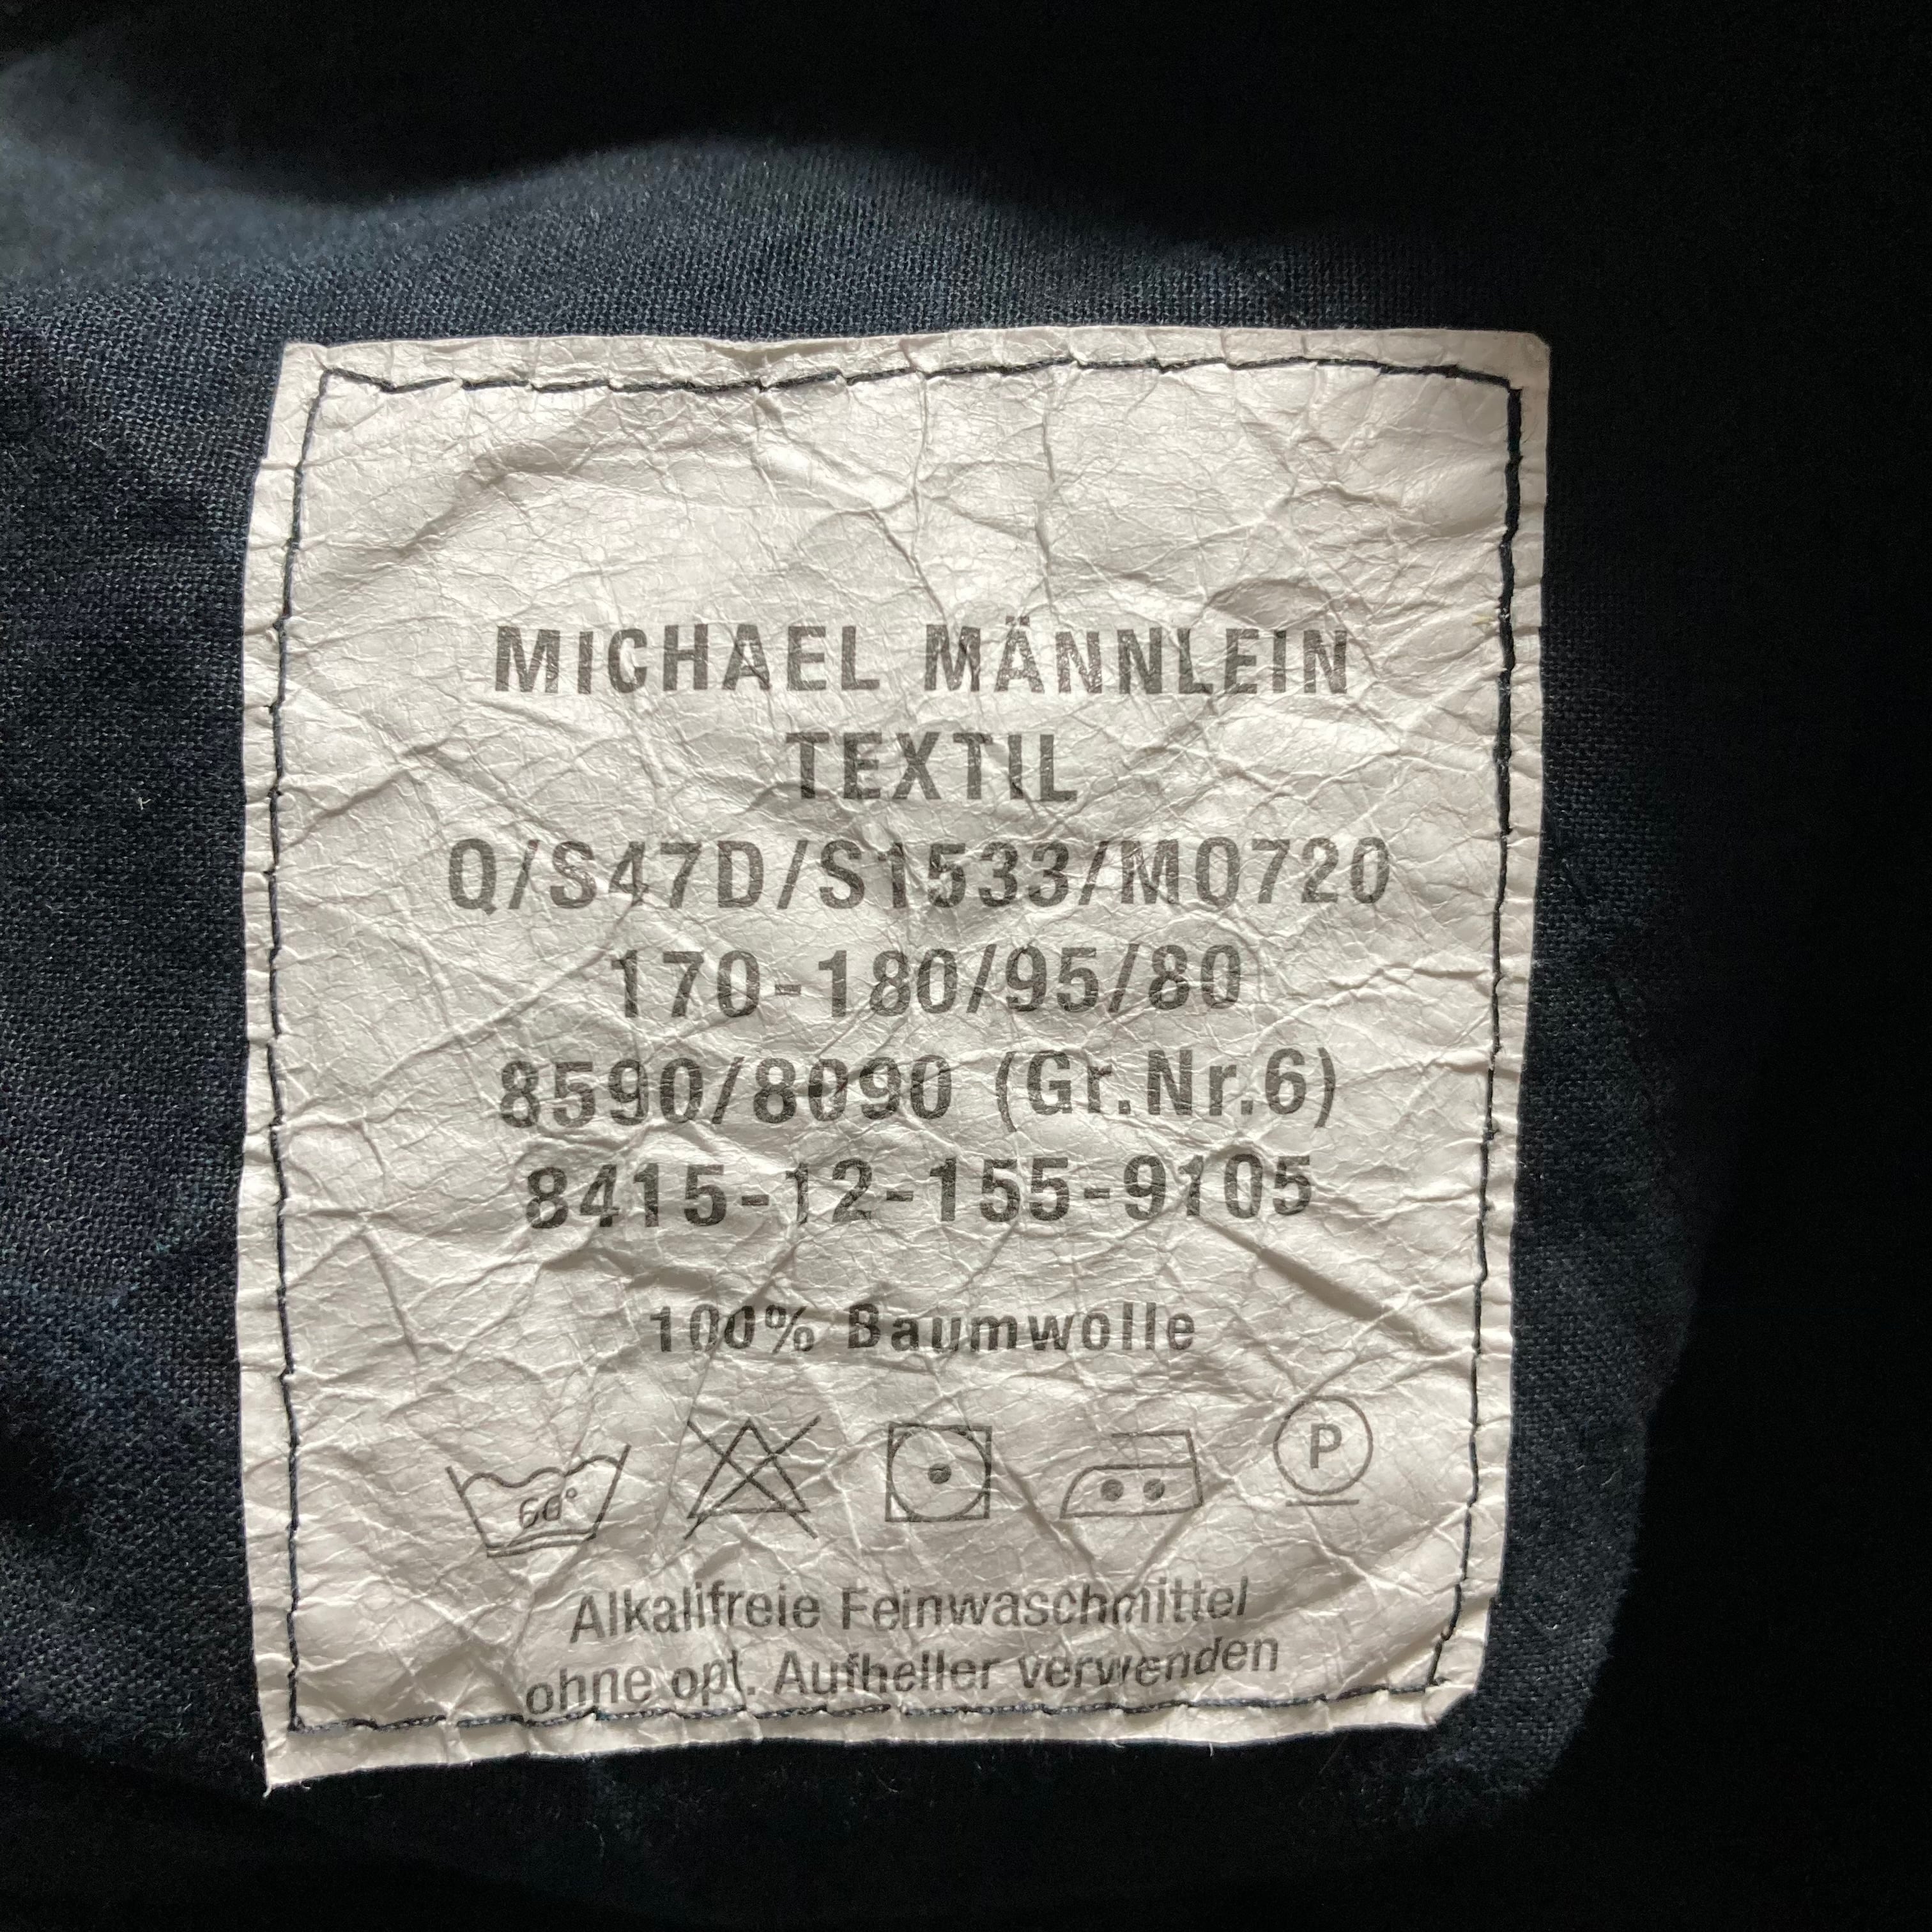 MICHAEL MÄNNLEIN
TEXTIL
Q/S47D/S1533/MO720
170-180/95/80
8590/8090 (Gr.Nr.6)
8415-12-155-9105
100% Baumwolle
60°
P
Alkalifreie Feinwaschmittel
ohne opt. Aufheller verwenden